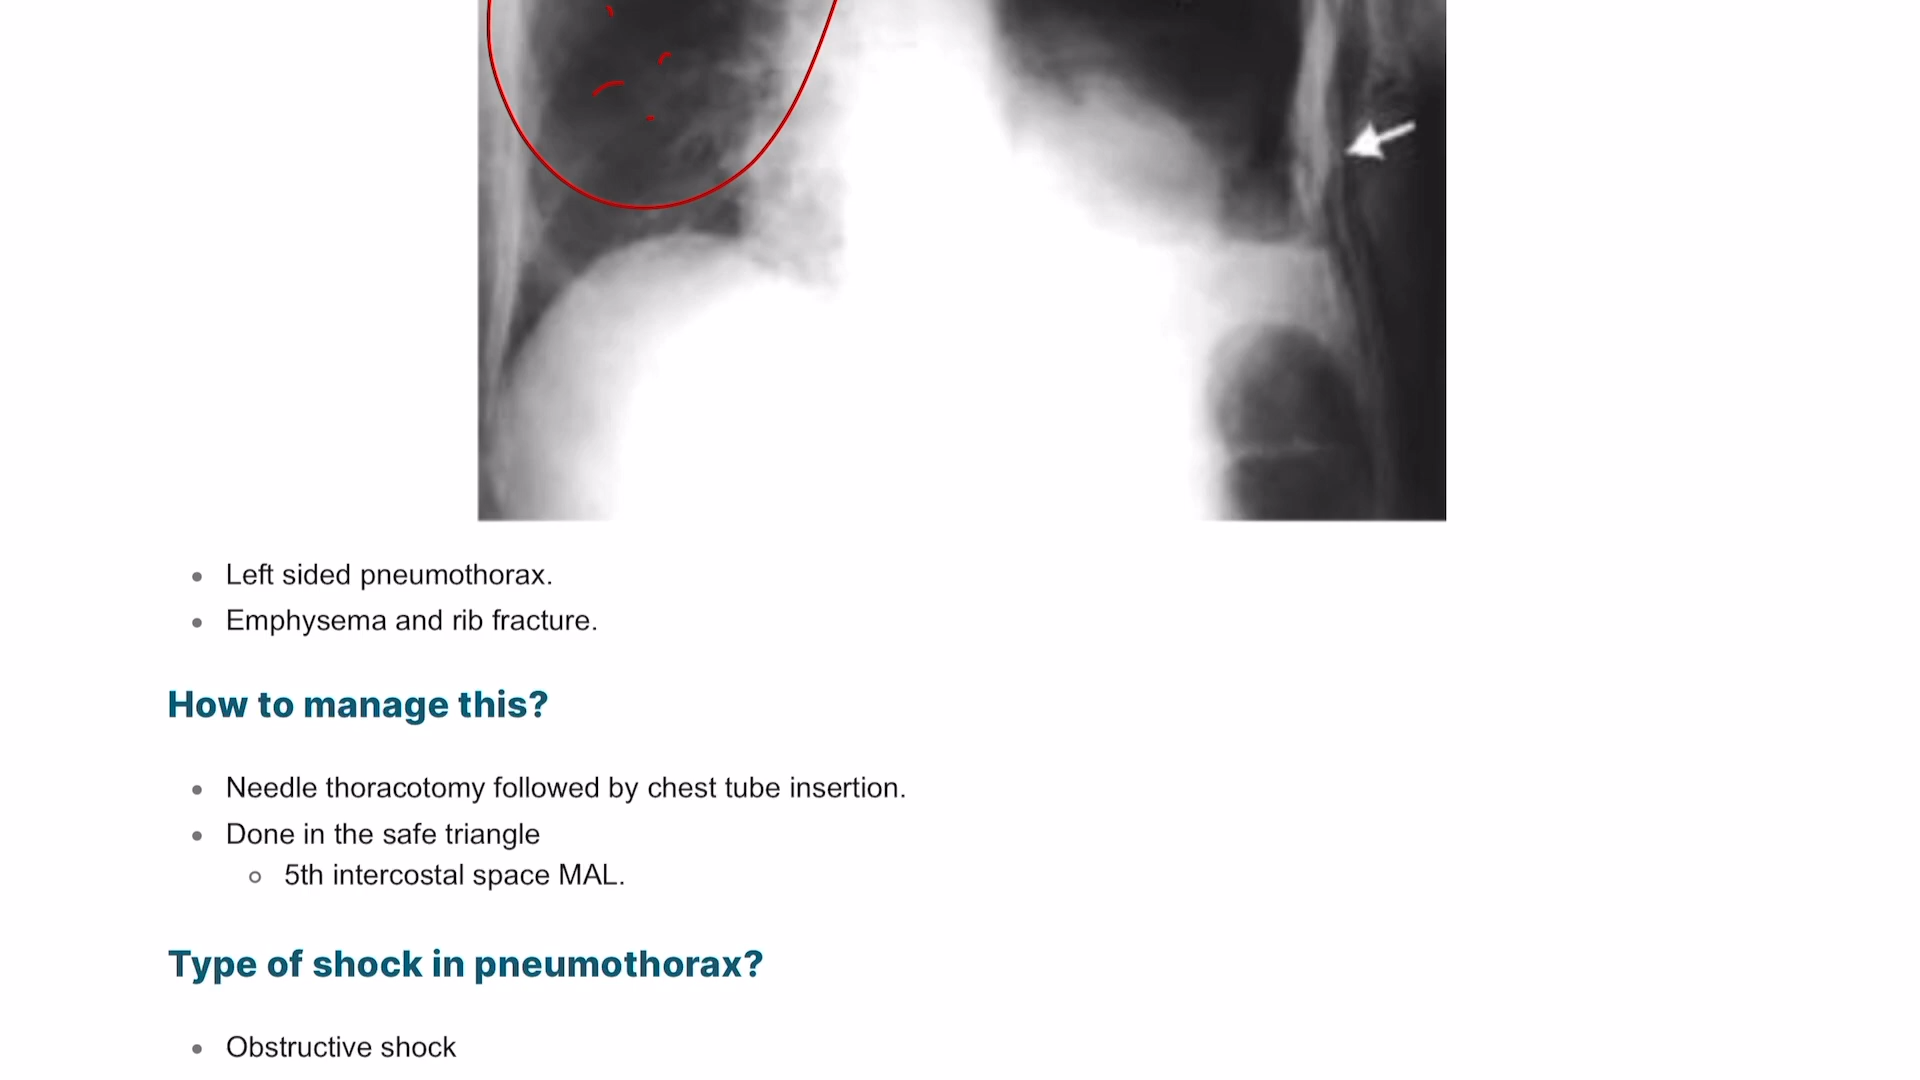 Left sided pneumothorax.
Emphysema and rib fracture.
How to manage this?
Needle thoracotomy followed by chest tube insertion.
Done in the safe triangle
5th intercostal space MAL.
Type of shock in pneumothorax?
Obstructive shock